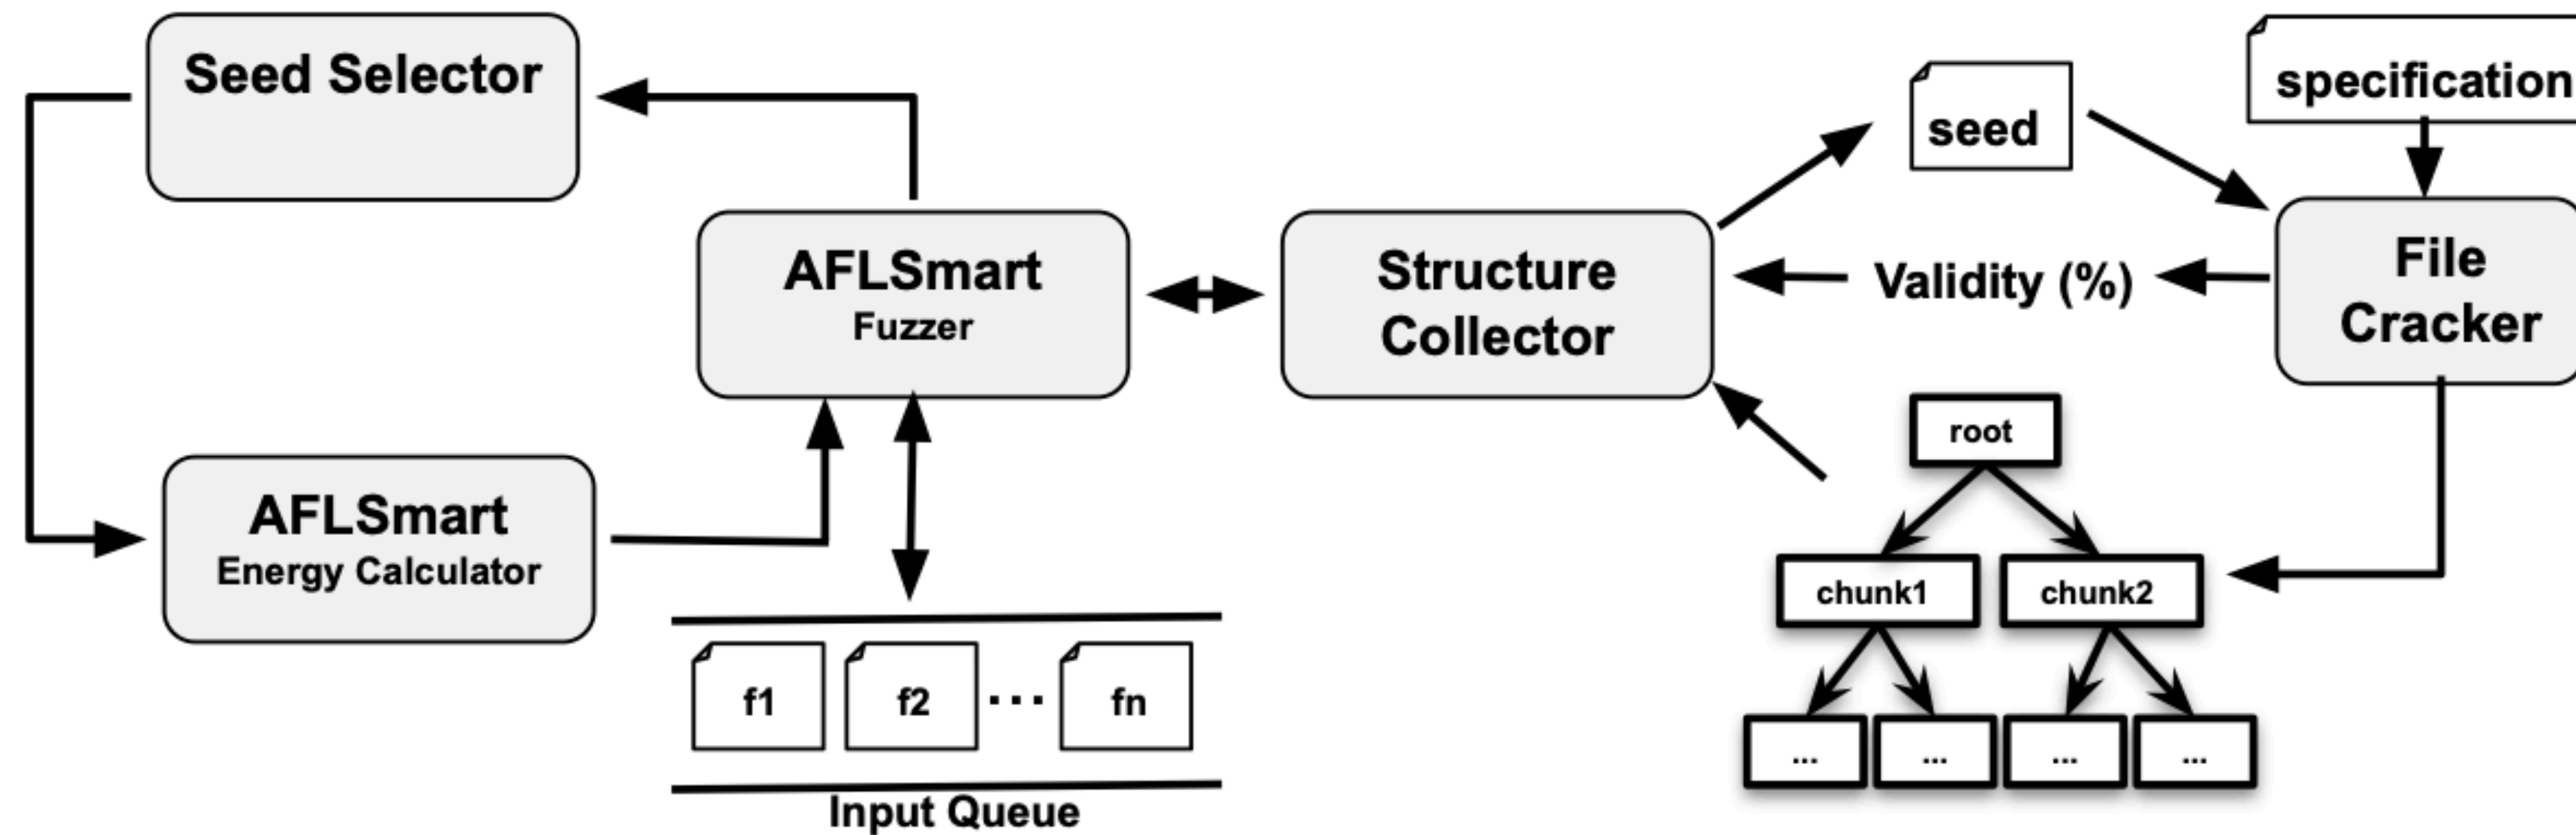 Seed Selector
AFLSmart
Energy Calculator
AFLSmart
Fuzzer
f1
f2
...
fn
Input Queue
Structure
Collector
seed
specification
Validity (%)
File
Cracker
root
chunk1
chunk2
...
...
...
...